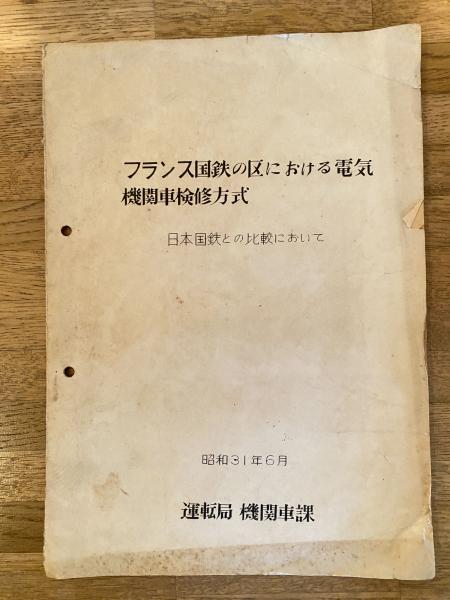 フランス国鉄の区における電気
機関車検修方式
日本国鉄との比較において
昭和31年6月
運転局 機関車課